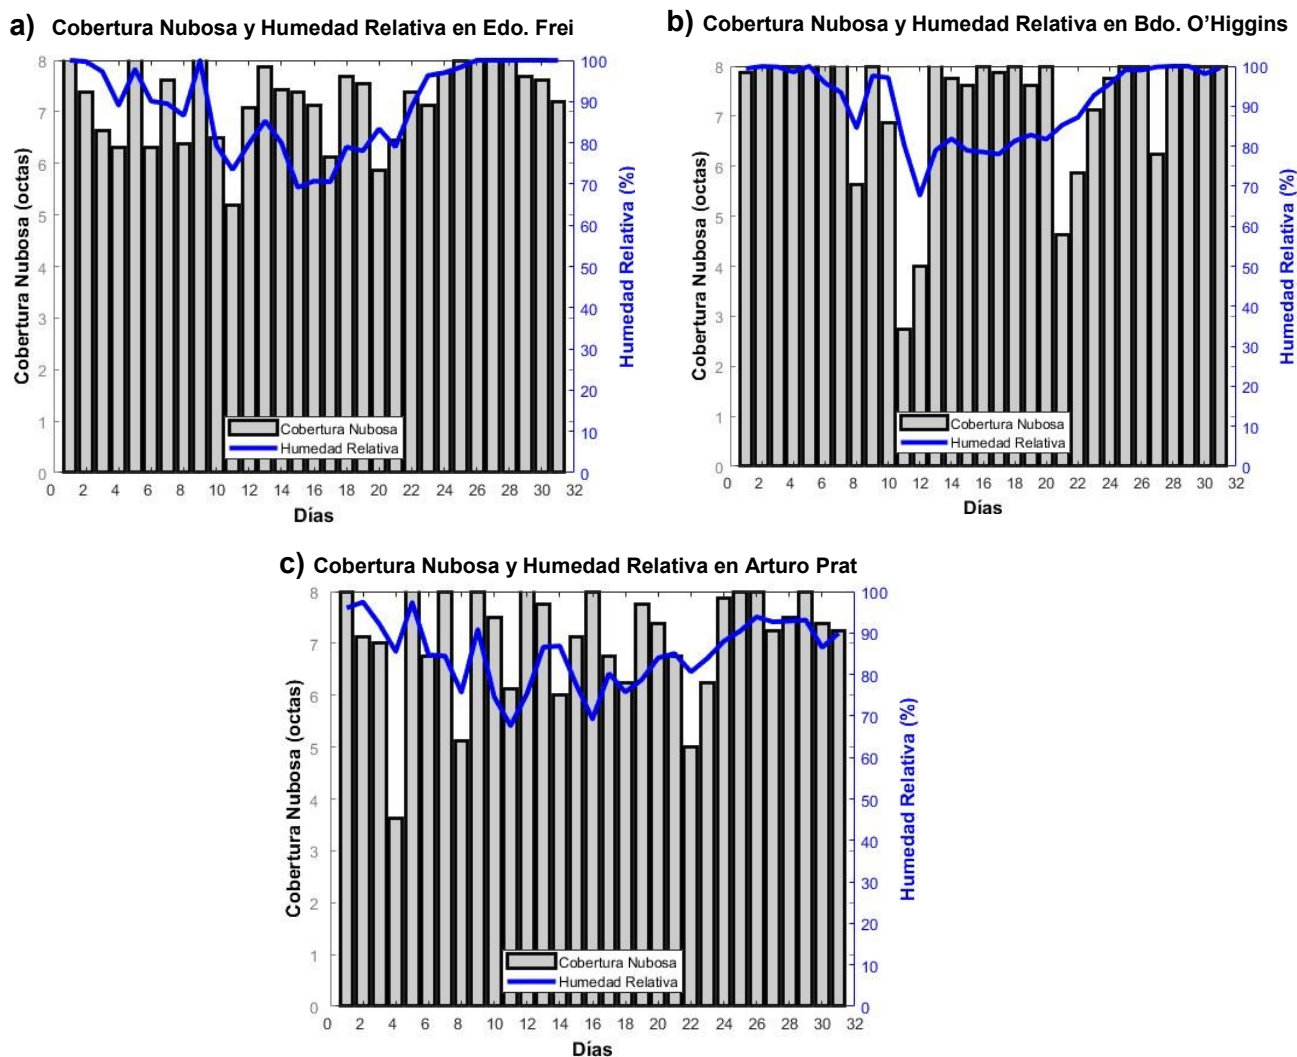 a) Cobertura Nubosa y Humedad Relativa en Edo. Frei
8
7
6
5
4
3
2
1
0
Cobertura Nubosa (octas)
100
90
80
70
60
50
40
30
20
10
0
Humedad Relativa (%)
Cobertura Nubosa
Humedad Relativa
0 2 4 6 8 10 12 14 16 18 20 22 24 26 28 30 32
Días
b) Cobertura Nubosa y Humedad Relativa en Bdo. O'Higgins
8
7
6
5
4
3
2
1
0
Cobertura Nubosa (octas)
100
90
80
70
60
50
40
30
20
10
0
Humedad Relativa (%)
Cobertura Nubosa
Humedad Relativa
0 2 4 6 8 10 12 14 16 18 20 22 24 26 28 30 32
Días
c) Cobertura Nubosa y Humedad Relativa en Arturo Prat
8
7
6
5
4
3
2
1
0
Cobertura Nubosa (octas)
100
90
80
70
60
50
40
30
20
10
0
Humedad Relativa (%)
Cobertura Nubosa
Humedad Relativa
0 2 4 6 8 10 12 14 16 18 20 22 24 26 28 30 32
Días